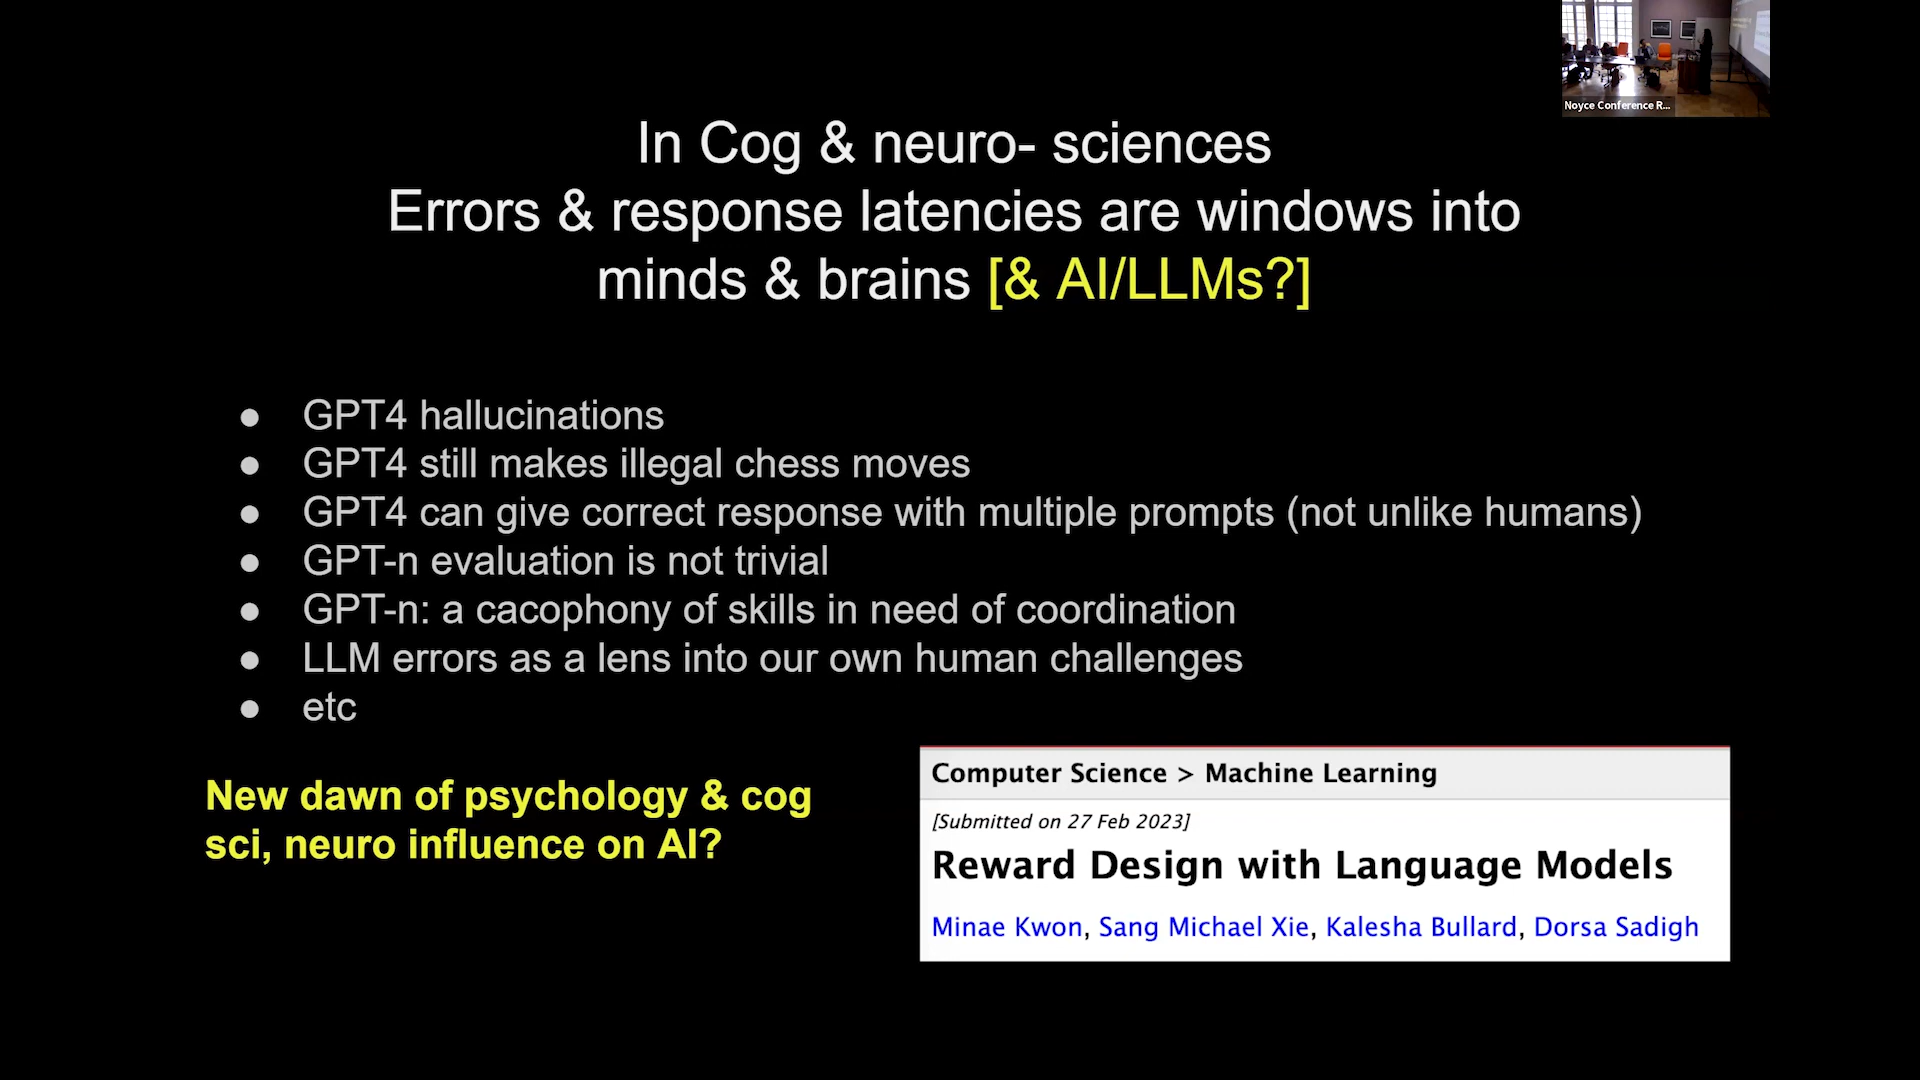 Noyce Conference R...
In Cog & neuro- sciences
Errors & response latencies are windows into
minds & brains [& AI/LLMs?]
● GPT4 hallucinations
● GPT4 still makes illegal chess moves
● GPT4 can give correct response with multiple prompts (not unlike humans)
● GPT-n evaluation is not trivial
● GPT-n: a cacophony of skills in need of coordination
● LLM errors as a lens into our own human challenges
● etc
New dawn of psychology & cog
sci, neuro influence on AI?
Computer Science > Machine Learning
[Submitted on 27 Feb 2023]
Reward Design with Language Models
Minae Kwon, Sang Michael Xie, Kalesha Bullard, Dorsa Sadigh